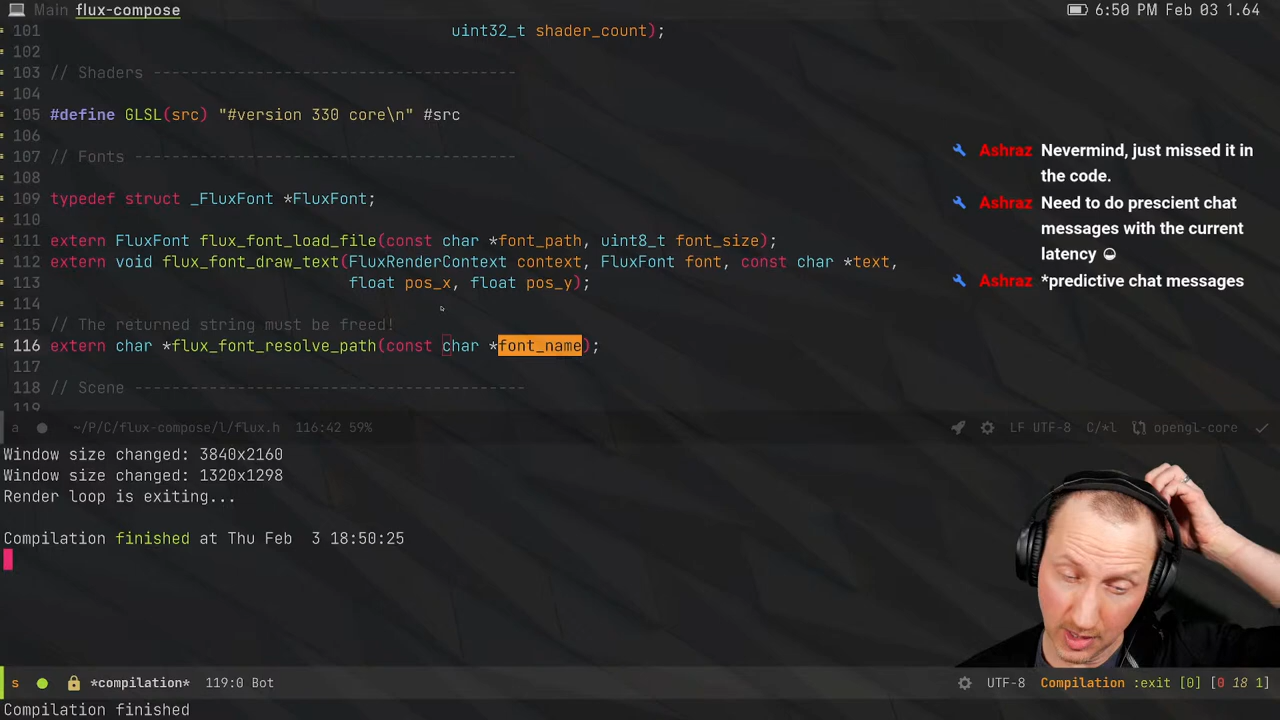 Main flux-compose
6:50 PM Feb 03 1.64
101 uint32_t shader_count);
102
103 // Shaders ---------------------------------------
104
105 #define GLSL(src) "#version 330 core\n" #src
106
107 // Fonts -----------------------------------------
108
109 typedef struct _FluxFont *FluxFont;
110
111 extern FluxFont flux_font_load_file(const char *font_path, uint8_t font_size);
112 extern void flux_font_draw_text(FluxRenderContext context, FluxFont font, const char *text,
113 float pos_x, float pos_y);
114
115 // The returned string must be freed!
116 extern char *flux_font_resolve_path(const char *font_name);
117
118 // Scene ------------------------------------------
119
Ashraz Nevermind, just missed it in
the code.
Ashraz Need to do prescient chat
messages with the current
latency
Ashraz *predictive chat messages
a ~/P/C/flux-compose/l/flux.h 116:42 59%
LF UTF-8 C/*l opengl-core
Window size changed: 3840x2160
Window size changed: 1320x1298
Render loop is exiting...
Compilation finished at Thu Feb 3 18:50:25
s *compilation* 119:0 Bot
UTF-8 Compilation :exit [0] [0 18 1]
Compilation finished